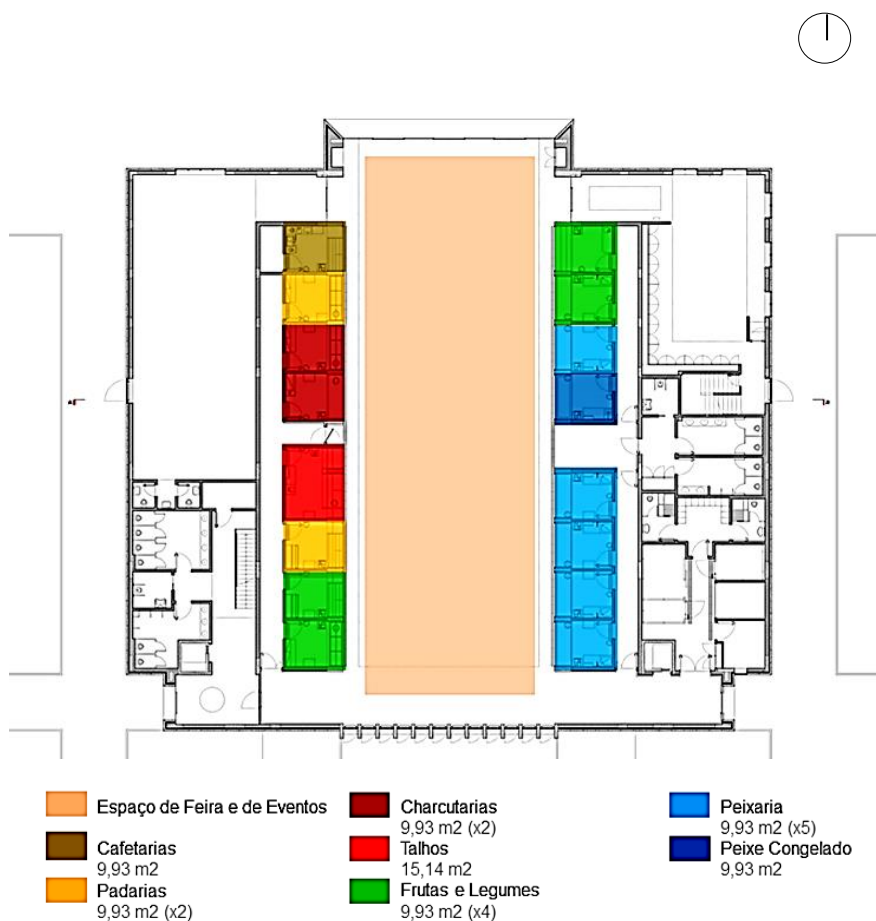 Espaço de Feira e de Eventos
Cafetarias
9,93 m2
Padarias
9,93 m2 (x2)
Charcutarias
9,93 m2 (x2)
Talhos
15,14 m2
Frutas e Legumes
9,93 m2 (x4)
Peixaria
9,93 m2 (x5)
Peixe Congelado
9,93 m2